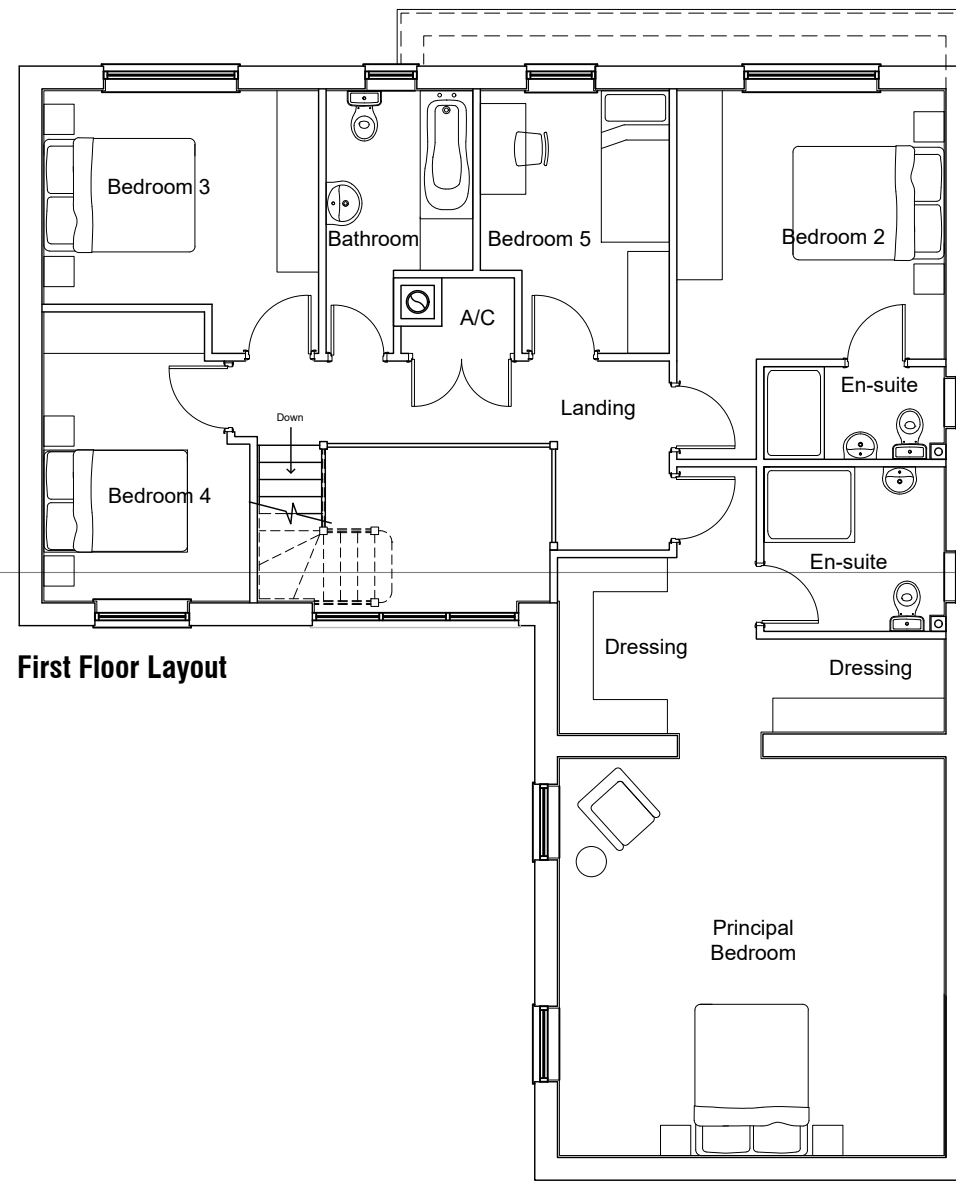 Bedroom 3
Bathroom
Bedroom 5
Bedroom 2
A/C
En-suite
Landing
Down
Bedroom 4
En-suite
Dressing
Dressing
First Floor Layout
Principal
Bedroom